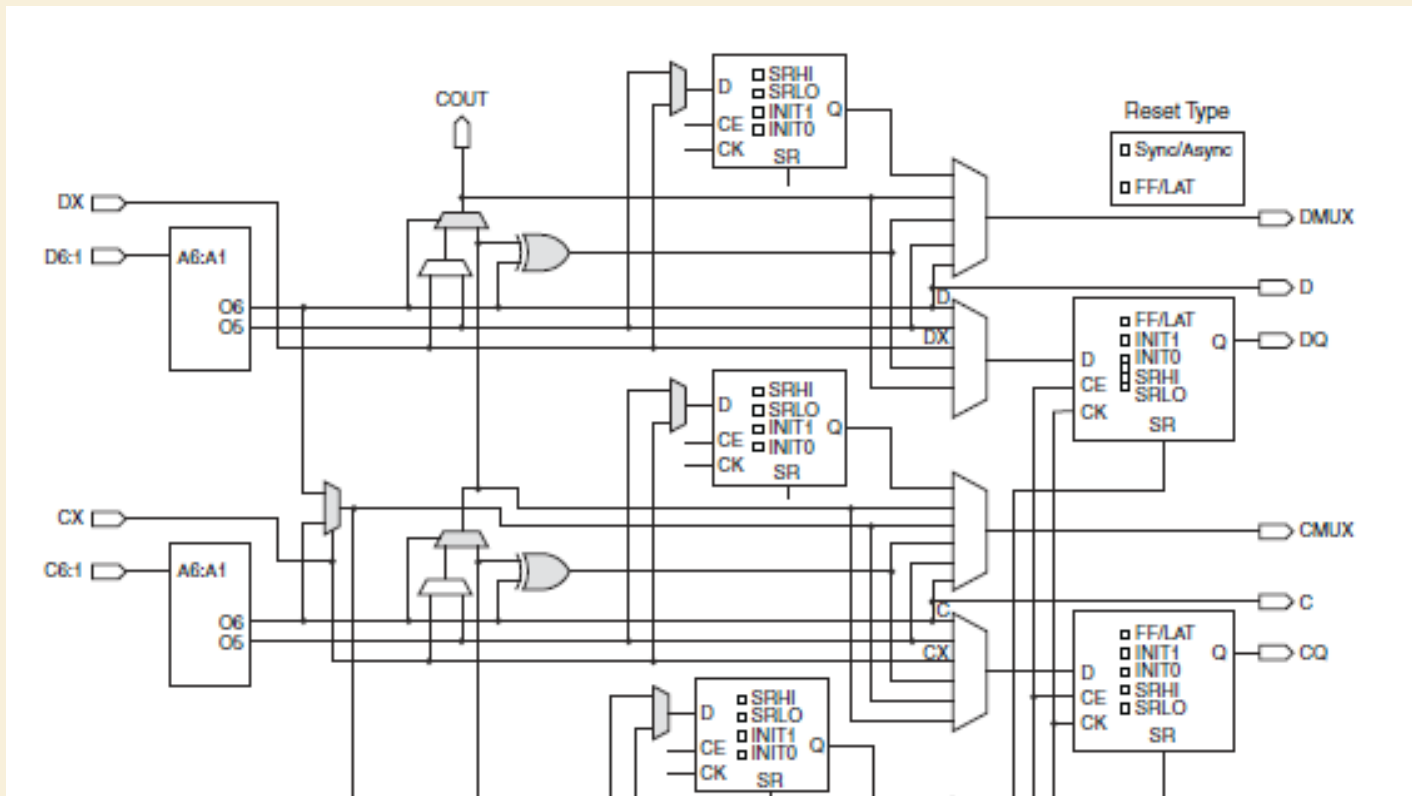 COUT
DX
D6:1
A6:A1
O6
O5
D
CE
CK
SRHI
SRLO
INIT1
INIT0
Q
SR
Reset Type
Sync/Async
FF/LAT
DMUX
D
D
DX
D
CE
CK
FF/LAT
INIT1
INIT0
SRHI
SRLO
Q
SR
DQ
CX
C6:1
A6:A1
O6
O5
D
CE
CK
SRHI
SRLO
INIT1
INIT0
Q
SR
CMUX
C
C
CX
D
CE
CK
FF/LAT
INIT1
INIT0
SRHI
SRLO
Q
SR
CQ
D
CE
CK
SRHI
SRLO
INIT1
INIT0
Q
SR